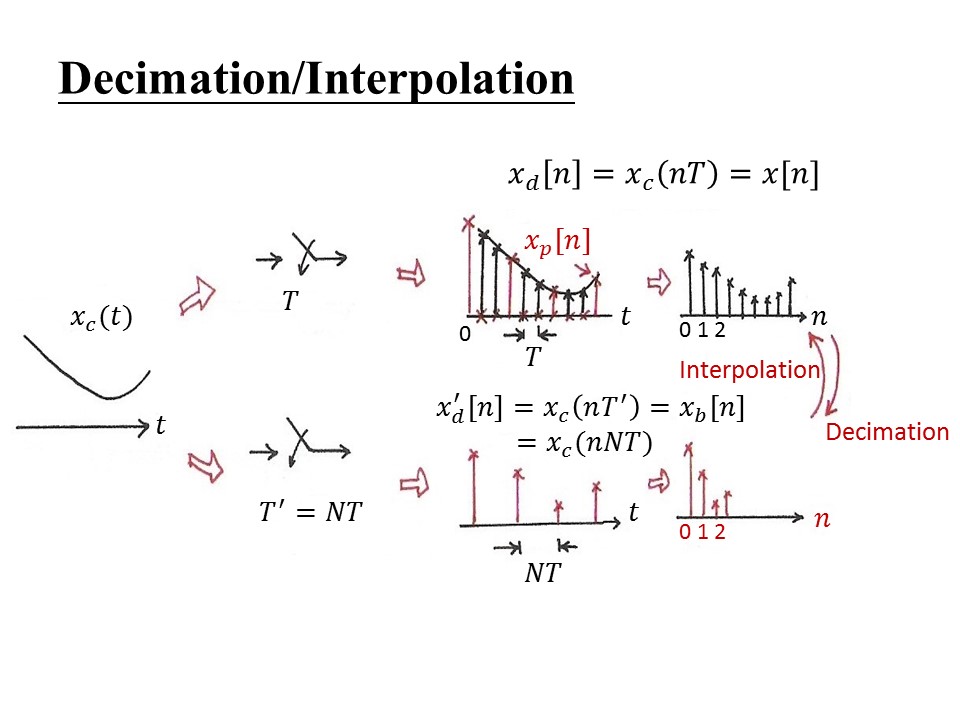 Decimation/Interpolation
x_d[n] = x_c(nT) = x[n]
x_p[n]
T
x_c(t)
0
t
T
0 1 2
n
Interpolation
Decimation
t
x′_d[n] = x_c(nT′) = x_b[n]
= x_c(nNT)
T′ = NT
t
NT
0 1 2
n